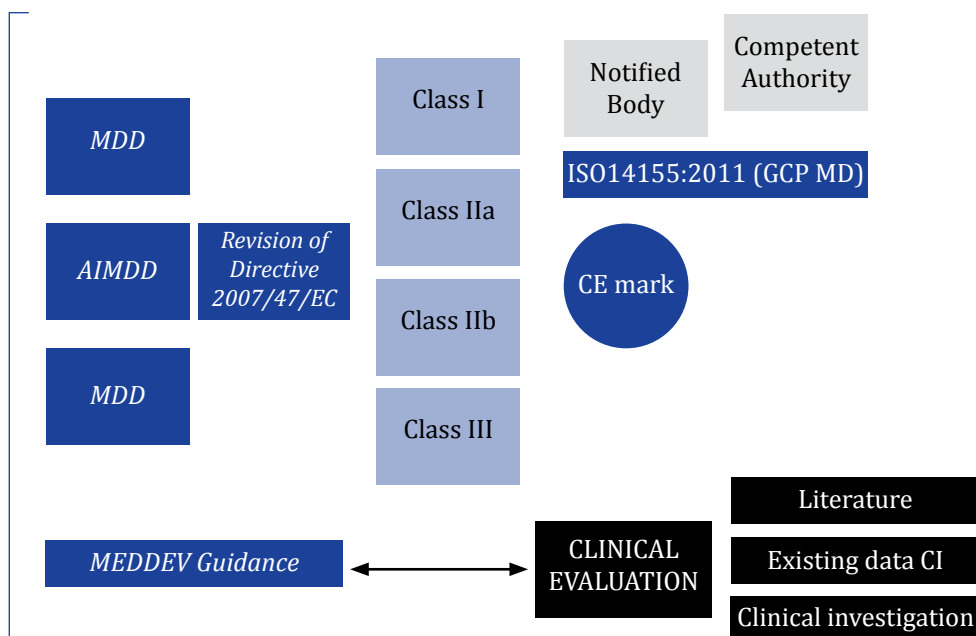 MDD
AIMDD
MDD
Revision of
Directive
2007/47/EC
Class I
Class IIa
Class IIb
Class III
Notified
Body
Competent
Authority
ISO14155:2011 (GCP MD)
CE mark
MEDDEV Guidance
CLINICAL
EVALUATION
Literature
Existing data CI
Clinical investigation